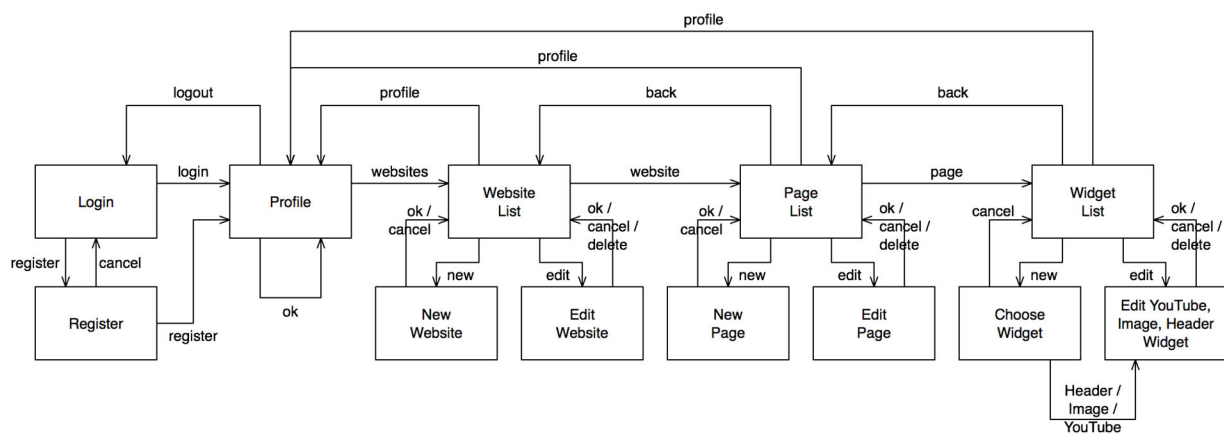 profile
profile
logout
profile
back
back
login
websites
website
page
Login
Profile
Website
List
Page
List
Widget
List
ok /
cancel
ok /
cancel /
delete
ok /
cancel
ok /
cancel /
delete
cancel
ok /
cancel /
delete
register
cancel
new
edit
new
edit
new
edit
Register
register
ok
New
Website
Edit
Website
New
Page
Edit
Page
Choose
Widget
Edit YouTube,
Image, Header
Widget
Header /
Image /
YouTube